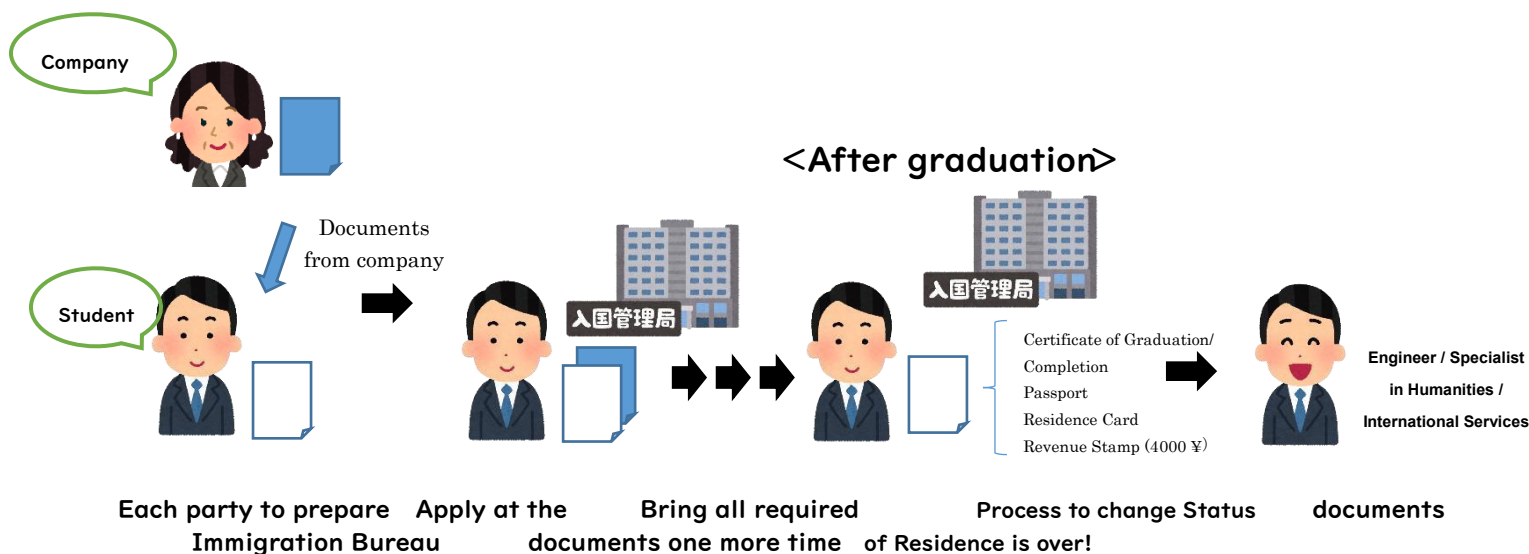 Company
<After graduation>
Documents
from company
Student
入国管理局
入国管理局
Certificate of Graduation/
Completion
Passport
Residence Card
Revenue Stamp (4000 ¥)
Engineer / Specialist
in Humanities /
International Services
Each party to prepare Apply at the Bring all required Process to change Status documents
Immigration Bureau documents one more time of Residence is over!